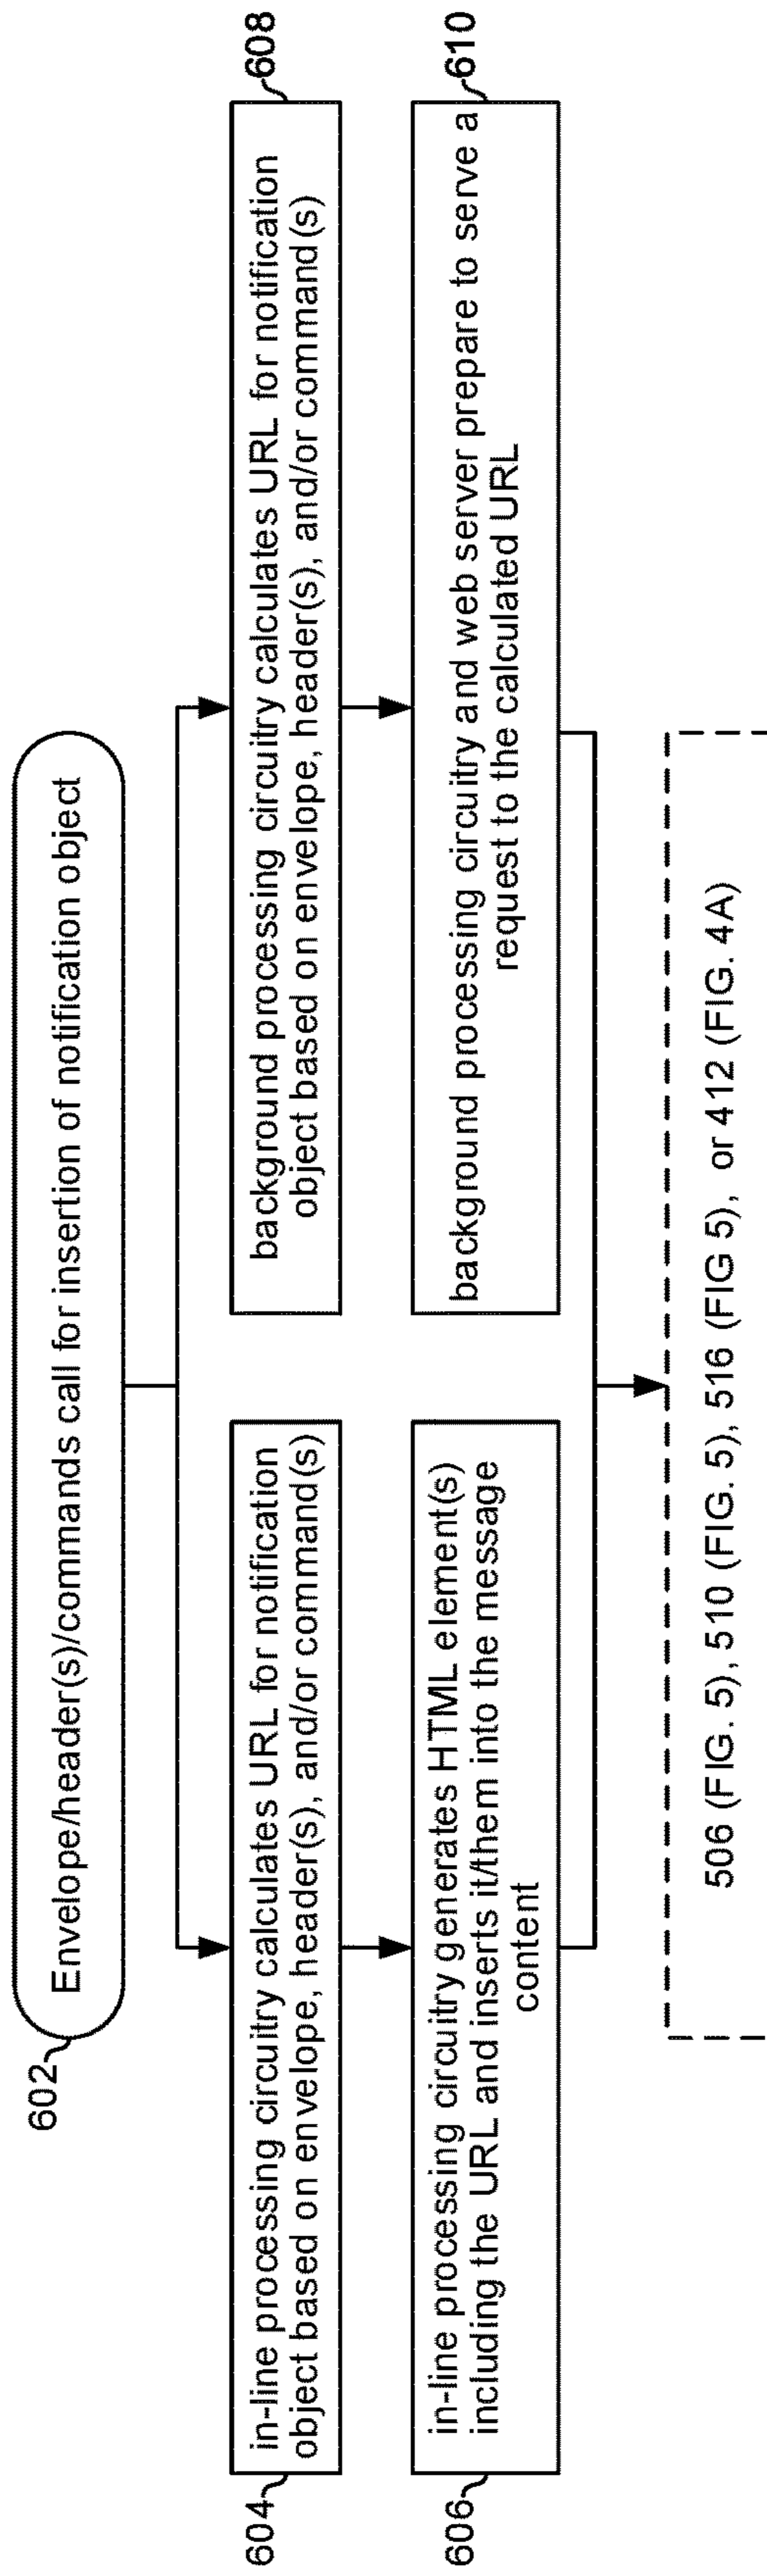 602
Envelope/header(s)/commands call for insertion of notification object
604
in-line processing circuitry calculates URL for notification
object based on envelope, header(s), and/or command(s)
608
background processing circuitry calculates URL for notification
object based on envelope, header(s), and/or command(s)
606
in-line processing circuitry generates HTML element(s)
including the URL and inserts it/them into the message
content
610
background processing circuitry and web server prepare to serve a
request to the calculated URL
506 (FIG. 5), 510 (FIG. 5), 516 (FIG 5), or 412 (FIG. 4A)